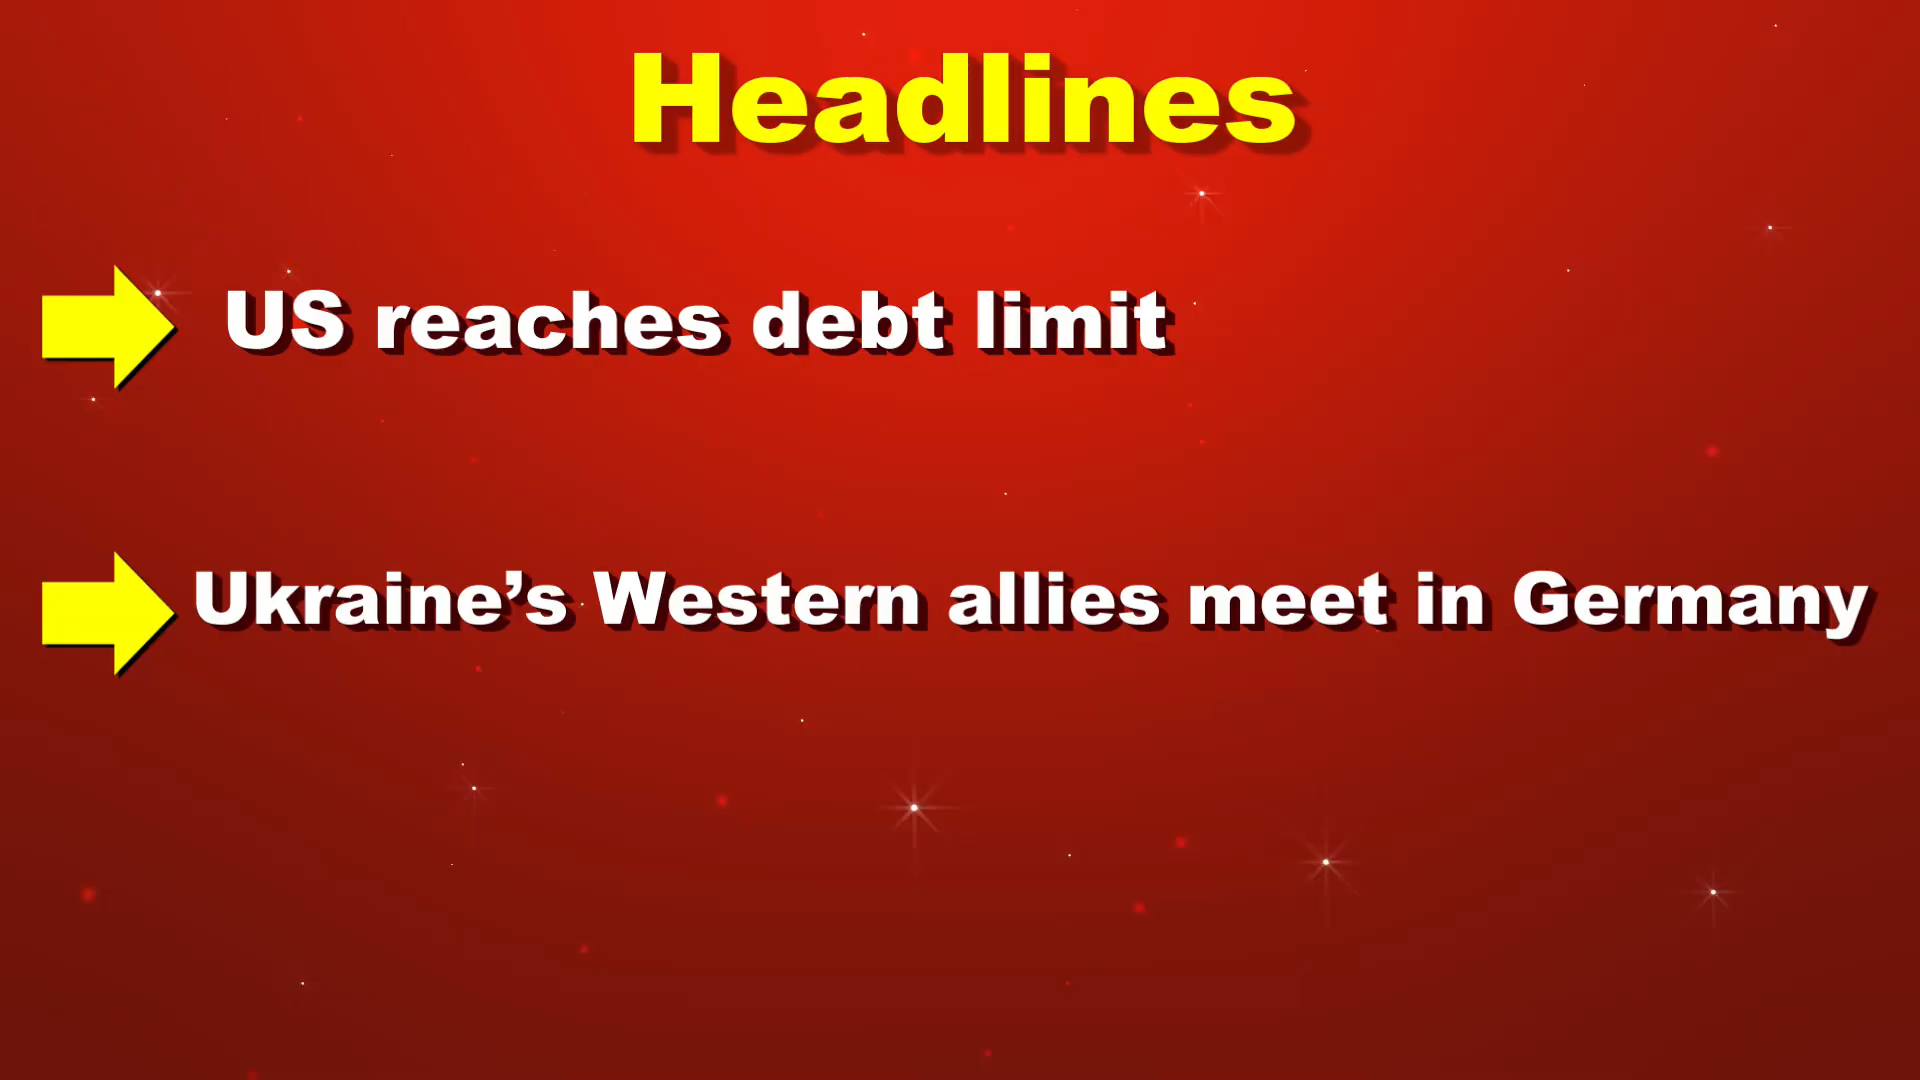 Headlines
US reaches debt limit
Ukraine’s Western allies meet in Germany